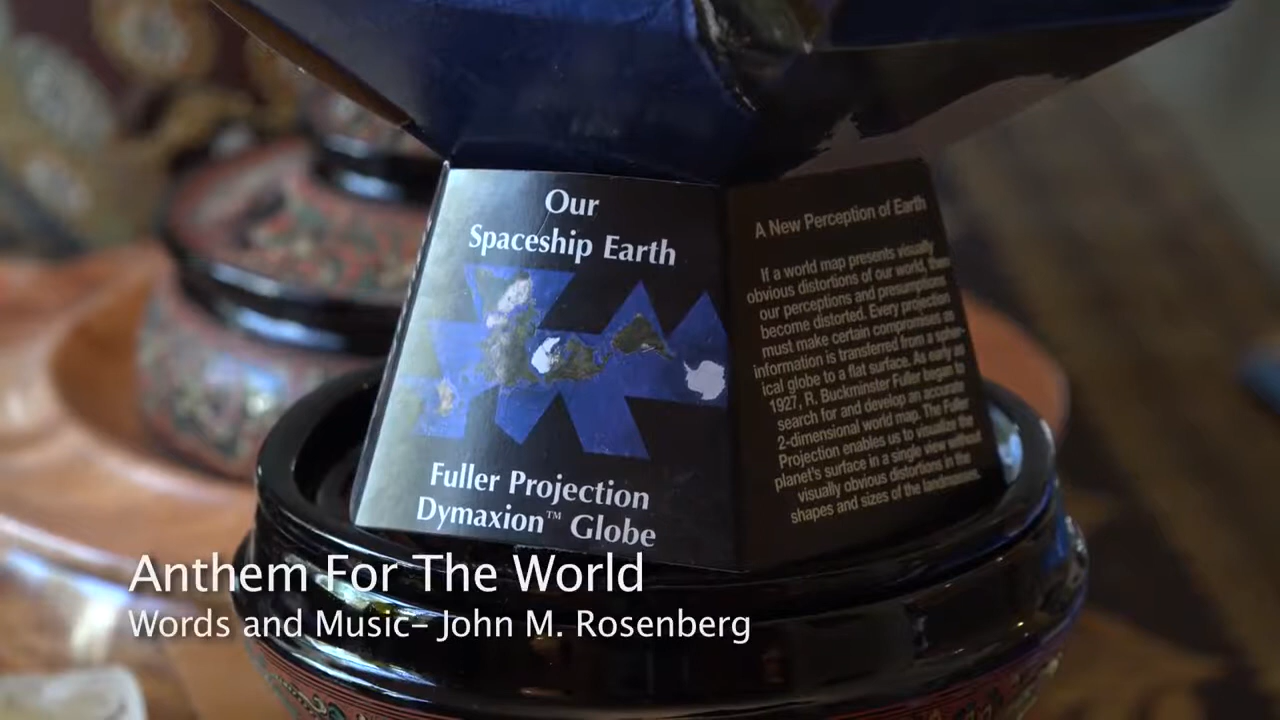 Our
Spaceship Earth
Fuller Projection
Dymaxion™ Globe
A New Perception of Earth
If a world map presents visually
obvious distortions of our world, then
our perceptions and presumptions
become distorted. Every projection
must make certain compromises as
information is transferred from a spher-
ical globe to a flat surface. As early as
1927, R. Buckminster Fuller began to
search for and develop an accurate
2-dimensional world map. The Fuller
Projection enables us to visualize the
planet's surface in a single view without
visually obvious distortions in the
shapes and sizes of the landmasses.
Anthem For The World
Words and Music– John M. Rosenberg